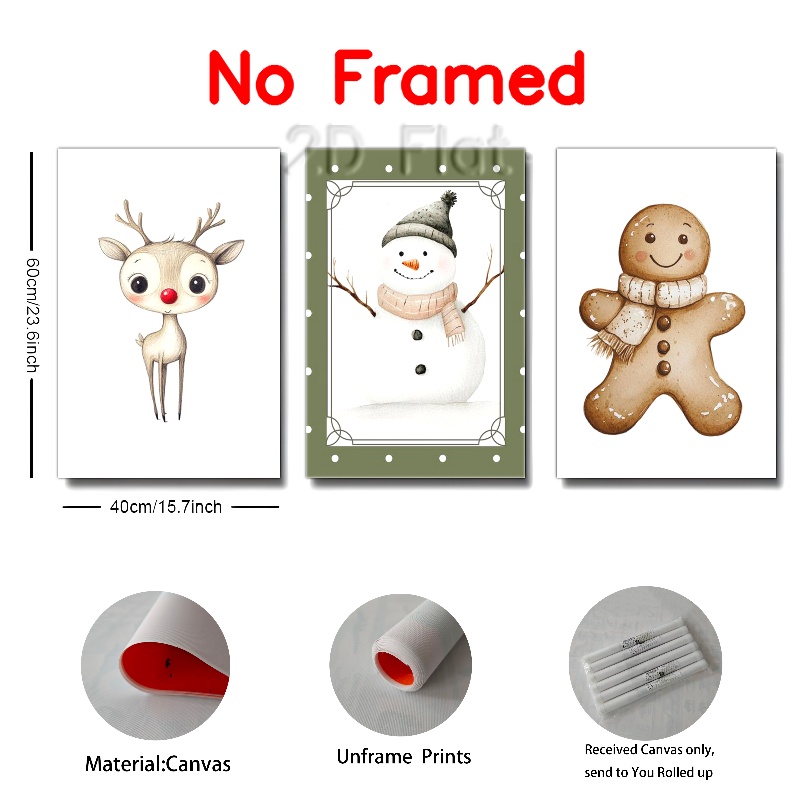 No Framed
2D Flat
60cm/23.6inch
40cm/15.7inch
Material:Canvas
Unframe Prints
Received Canvas only,
send to You Rolled up